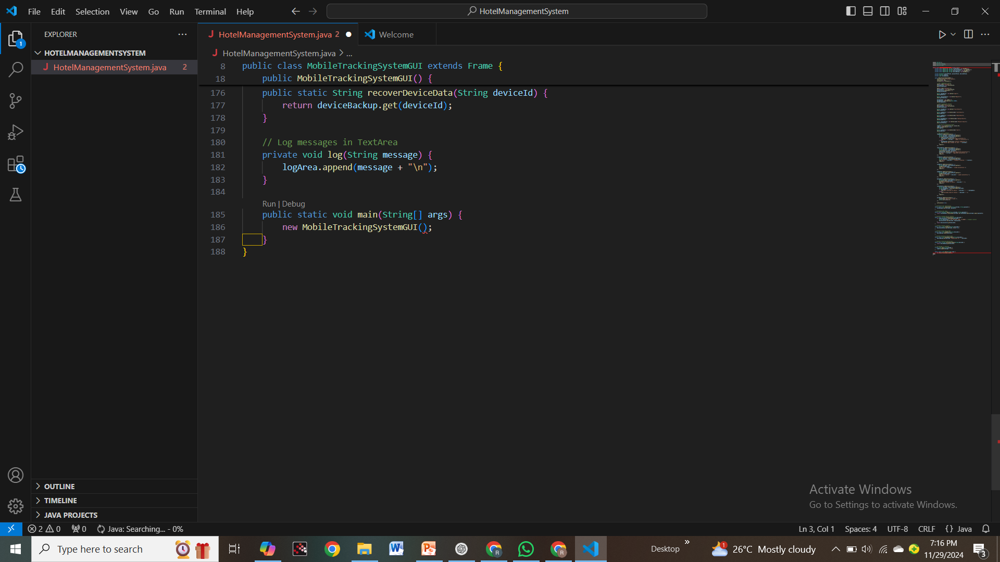 File Edit Selection View Go Run Terminal Help
HotelManagementSystem
EXPLORER
HotelManagementSystem.java 2
Welcome
1
HOTELMANAGEMENTSYSTEM
HotelManagementSystem.java 2
HotelManagementSystem.java > ...
8 public class MobileTrackingSystemGUI extends Frame {
18 public MobileTrackingSystemGUI() {
176 public static String recoverDeviceData(String deviceId) {
177 return deviceBackup.get(deviceId);
178 }
179
180 // Log messages in TextArea
181 private void log(String message) {
182 logArea.append(message + "\n");
183 }
184
Run | Debug
185 public static void main(String[] args) {
186 new MobileTrackingSystemGUI();
187 }
188 }
OUTLINE
TIMELINE
JAVA PROJECTS
Activate Windows
Go to Settings to activate Windows.
2 0 0 Java: Searching... - 0%
Ln 3, Col 1 Spaces: 4 UTF-8 CRLF {} Java
Type here to search
Desktop
1
26°C Mostly cloudy
7:16 PM
11/29/2024
3